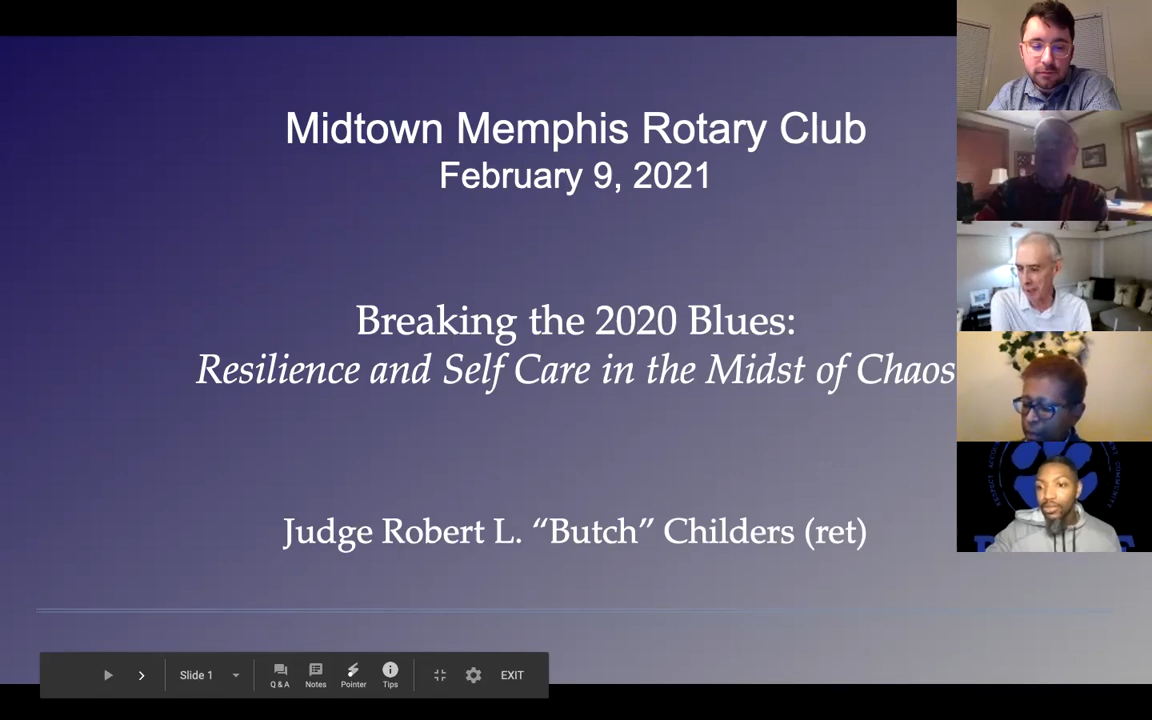 Midtown Memphis Rotary Club
February 9, 2021
Breaking the 2020 Blues:
Resilience and Self Care in the Midst of Chaos
Judge Robert L. “Butch” Childers (ret)
Slide 1
Q & A
Notes
Pointer
Tips
EXIT